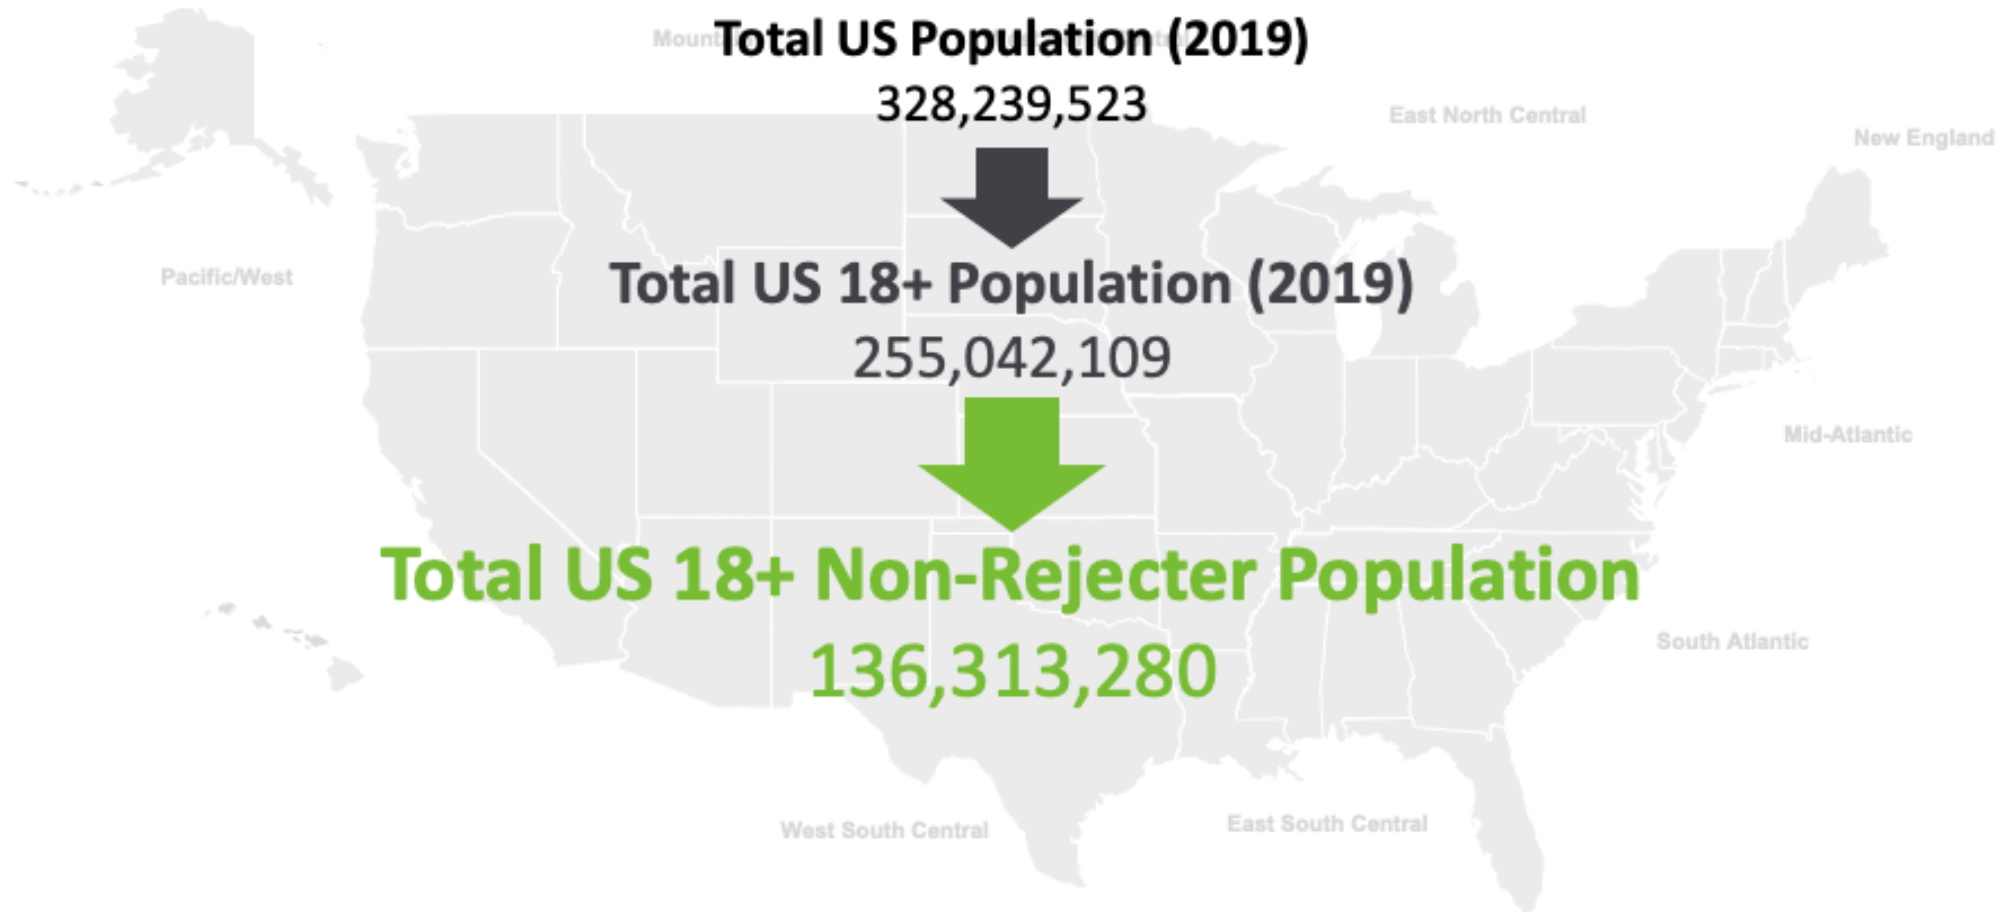 Total US Population (2019)
328,239,523
East North Central
New England
Total US 18+ Population (2019)
Pacific/West
255,042,109
Mid-Atlantic
Total US 18+ Non-Rejecter Population
South Atlantic
136,313,280
West South Central
East South Central